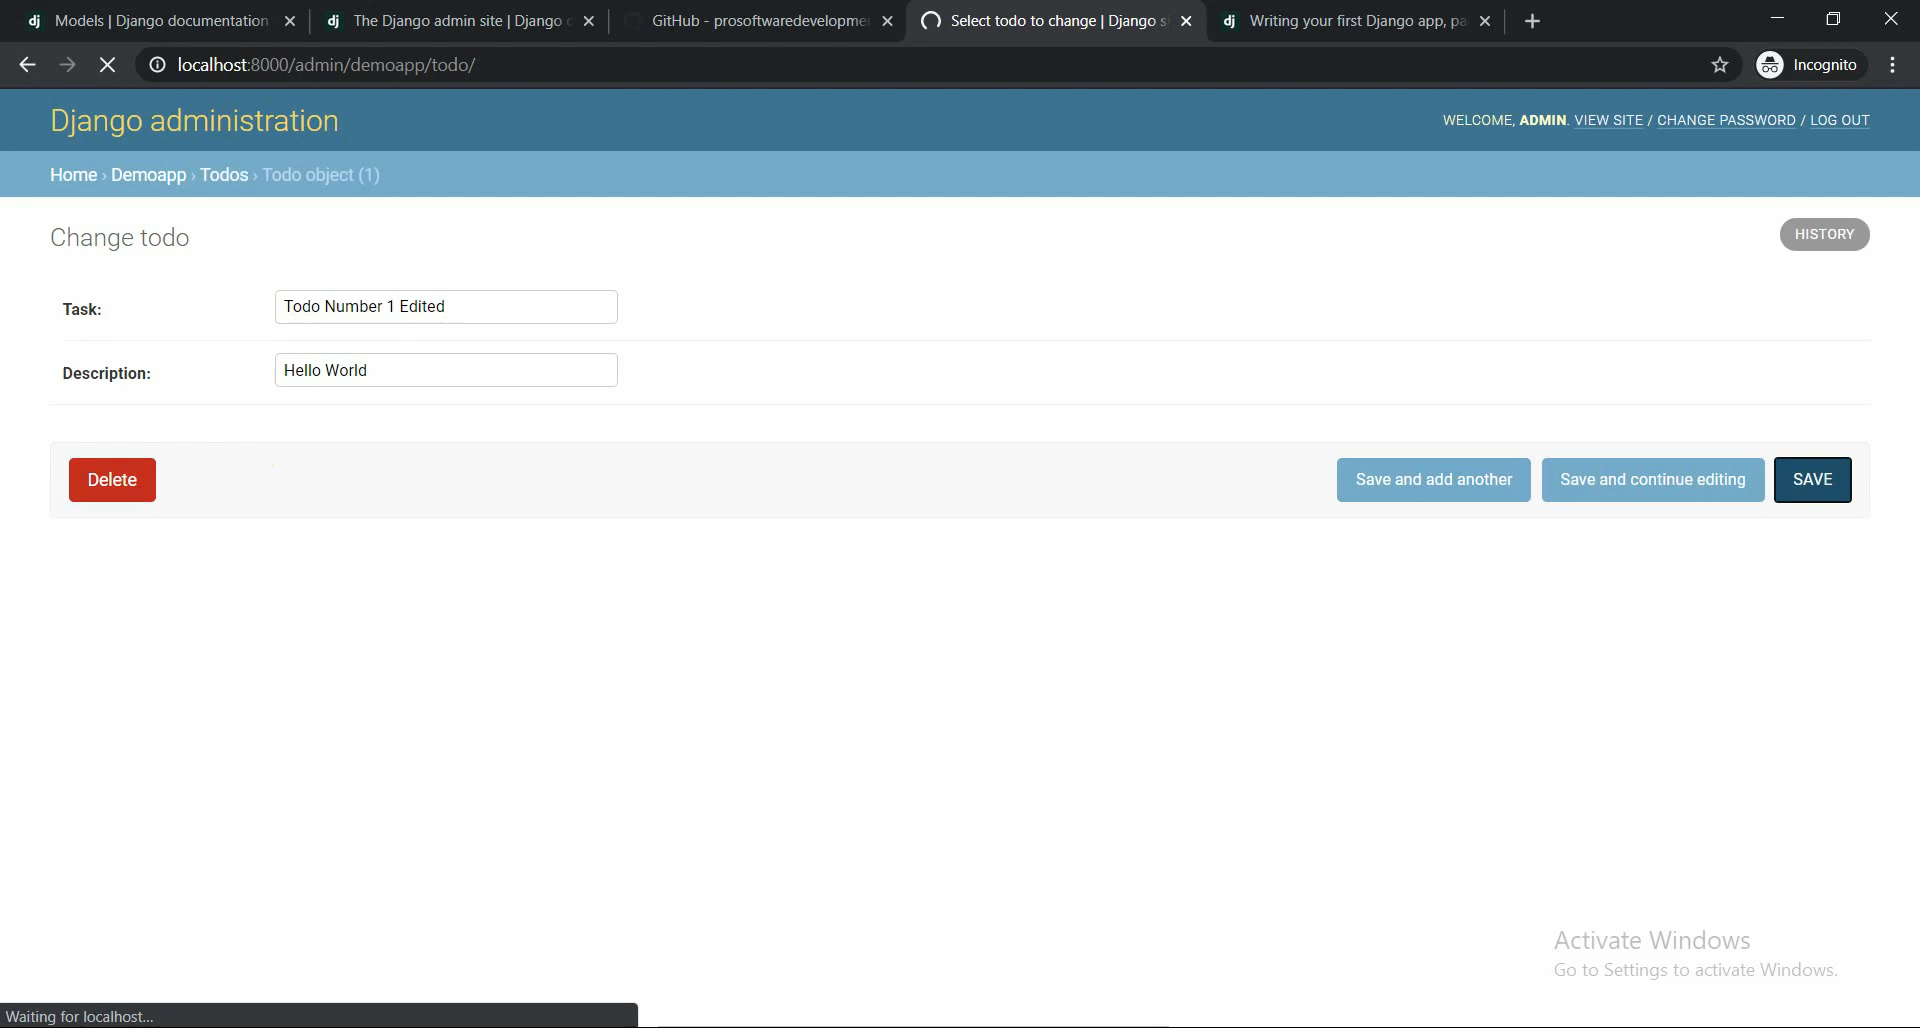 Models | Django documentation
The Django admin site | Django
GitHub - prosoftwaredevelopme
Select todo to change | Django s
Writing your first Django app, pa
localhost:8000/admin/demoapp/todo/
Incognito
Django administration
WELCOME, ADMIN. VIEW SITE / CHANGE PASSWORD / LOG OUT
Home › Demoapp › Todos › Todo object (1)
Change todo
HISTORY
Task:
Todo Number 1 Edited
Description:
Hello World
Delete
Save and add another
Save and continue editing
SAVE
Activate Windows
Go to Settings to activate Windows.
Waiting for localhost...